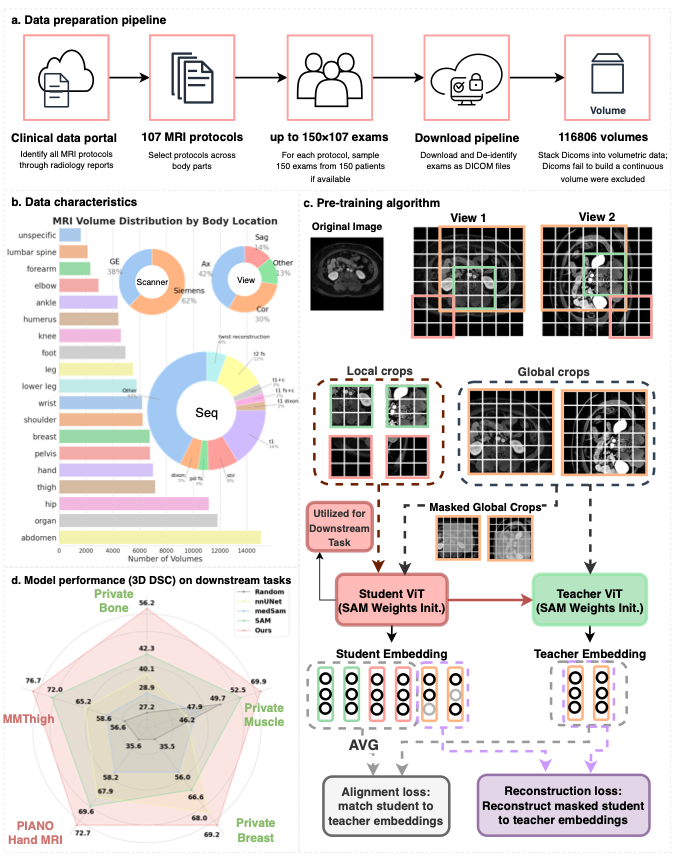 a. Data preparation pipeline
Volume
Clinical data portal
Identify all MRI protocols
through radiology reports
107 MRI protocols
Select protocols across
body parts
up to 150×107 exams
For each protocol, sample
150 exams from 150 patients
if available
Download pipeline
Download and De-identify
exams as DICOM files
116806 volumes
Stack Dicoms into volumetric data;
Dicoms fail to build a continuous
volume were excluded
b. Data characteristics
MRI Volume Distribution by Body Location
unspecific
lumbar spine
forearm
elbow
ankle
humerus
knee
foot
leg
lower leg
wrist
shoulder
breast
pelvis
hand
thigh
hip
organ
abdomen
0
2000
4000
6000
8000
10000
12000
14000
Number of Volumes
GE
38%
Scanner
Siemens
62%
Sag
14%
Ax
42%
View
Other
13%
Cor
30%
Seq
twist reconstruction
t2 fs
t1+c
t1 fs+c
t1 dixon
t1
stir
pd fs
dixon
Other
c. Pre-training algorithm
Original Image
View 1
View 2
Local crops
Global crops
Masked Global Crops
Utilized for
Downstream
Task
Student ViT
(SAM Weights Init.)
Teacher ViT
(SAM Weights Init.)
Student Embedding
Teacher Embedding
AVG
Alignment loss:
match student to
teacher embeddings
Reconstruction loss:
Reconstruct masked student
to teacher embeddings
d. Model performance (3D DSC) on downstream tasks
Random
nnUNet
medSam
SAM
Ours
Private
Bone
56.2
42.3
40.1
28.9
27.2
76.7
72.0
65.2
58.6
56.6
MMThigh
69.9
52.5
49.7
47.9
46.2
Private
Muscle
35.6
35.5
58.2
67.9
69.6
72.7
PIANO
Hand MRI
56.0
66.6
68.0
69.2
Private
Breast